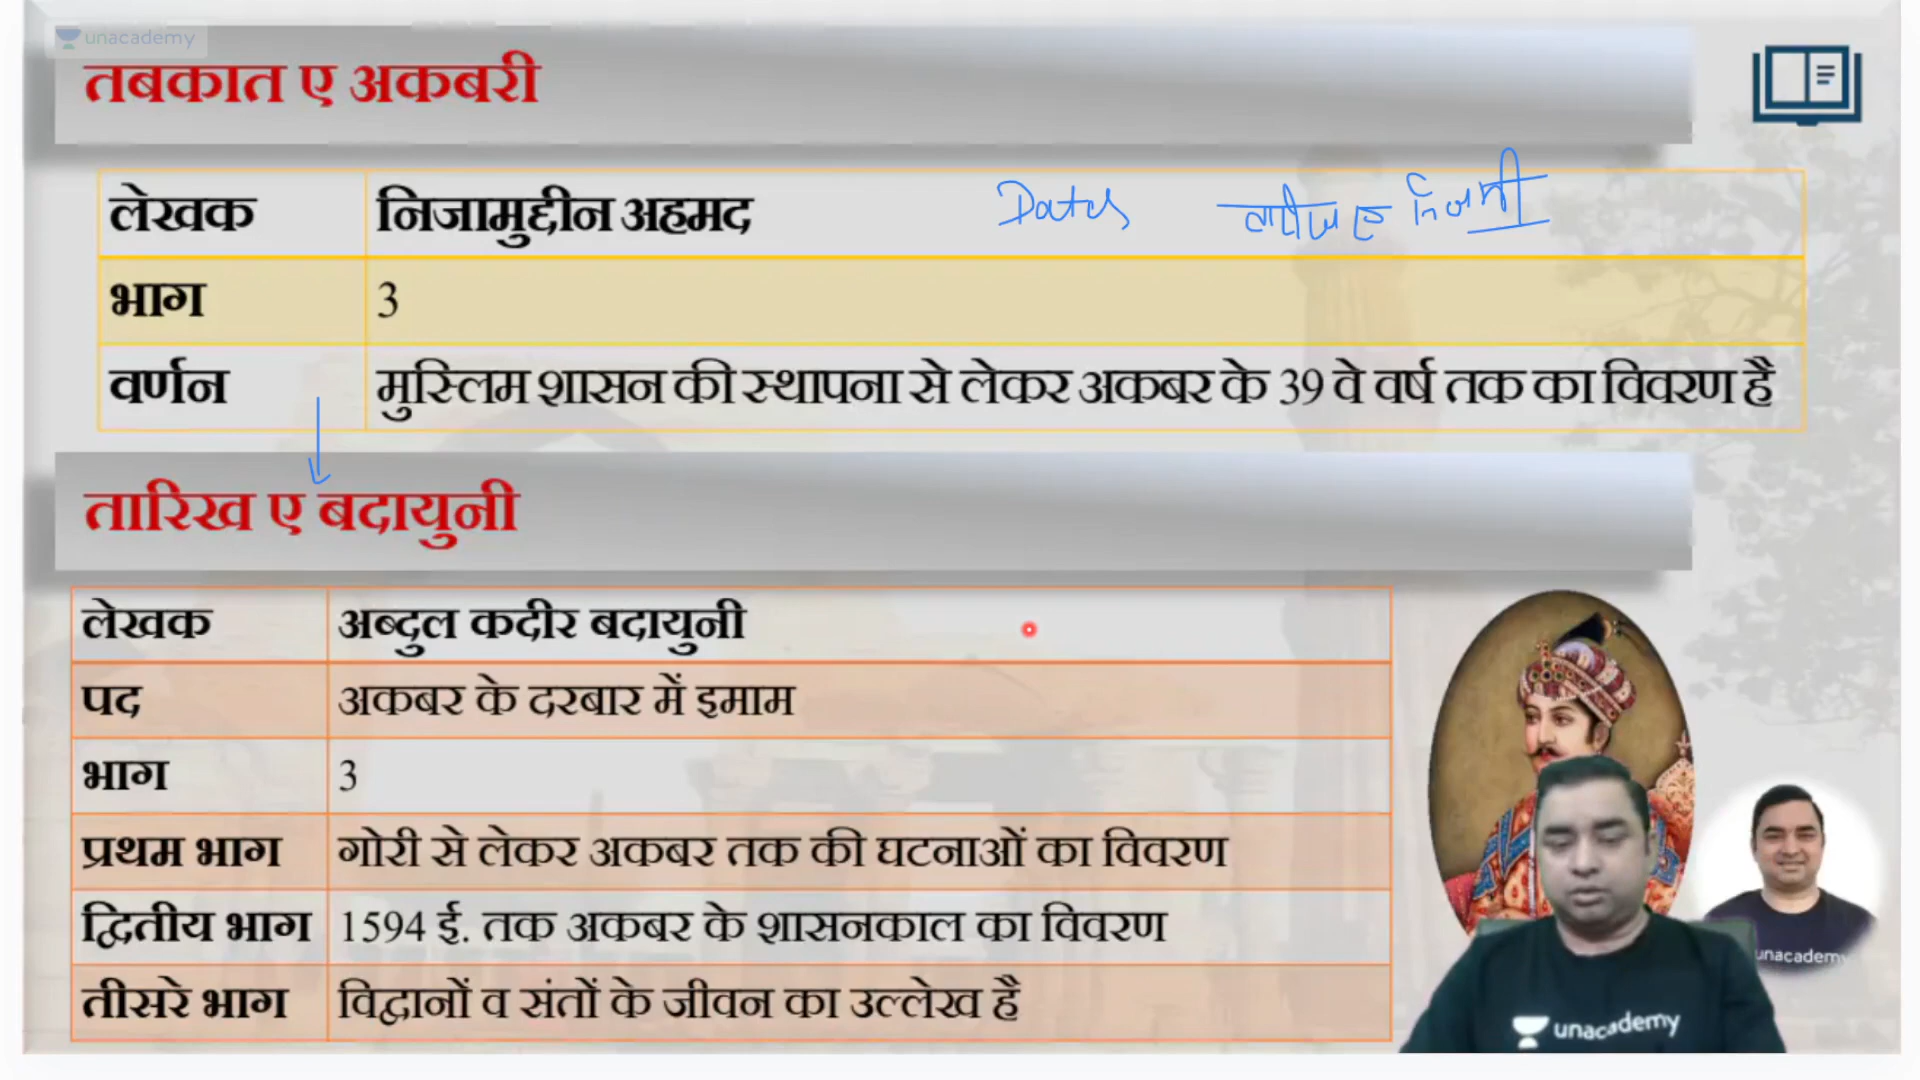 unacademy
तबकात ए अकबरी
लेखक निजामुद्दीन अहमद Dates तारीख ए निजामी
भाग 3
वर्णन मुस्लिम शासन की स्थापना से लेकर अकबर के 39 वे वर्ष तक का विवरण है
तारिख ए बदायुनी
लेखक अब्दुल कदीर बदायुनी
पद अकबर के दरबार में इमाम
भाग 3
प्रथम भाग गोरी से लेकर अकबर तक की घटनाओं का विवरण
द्वितीय भाग 1594 ई. तक अकबर के शासनकाल का विवरण
तीसरे भाग विद्वानों व संतों के जीवन का उल्लेख है
unacademy
unacademy